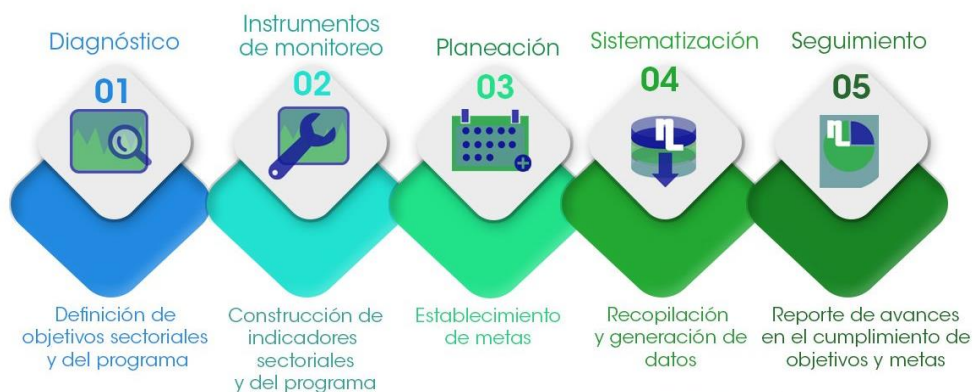 Diagnóstico
01
Definición de
objetivos sectoriales
y del programa
Instrumentos
de monitoreo
02
Construcción de
indicadores
sectoriales
y del programa
Planeación
03
Establecimiento
de metas
Sistematización
04
Recopilación
y generación de
datos
Seguimiento
05
Reporte de avances
en el cumplimiento de
objetivos y metas